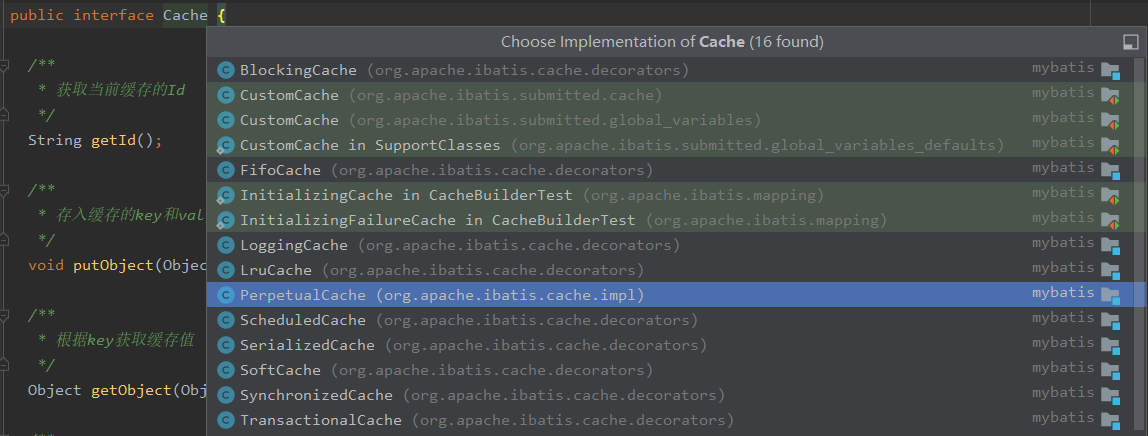 public interface Cache {
Choose Implementation of Cache (16 found)
/**
* 获取当前缓存的Id
*/
String getId();
/**
* 存入缓存的key和val
*/
void putObject(Objec
/**
* 根据key获取缓存值
*/
Object getObject(Obj
BlockingCache (org.apache.ibatis.cache.decorators) mybatis
CustomCache (org.apache.ibatis.submitted.cache) mybatis
CustomCache (org.apache.ibatis.submitted.global_variables) mybatis
CustomCache in SupportClasses (org.apache.ibatis.submitted.global_variables_defaults) mybatis
FifoCache (org.apache.ibatis.cache.decorators) mybatis
InitializingCache in CacheBuilderTest (org.apache.ibatis.mapping) mybatis
InitializingFailureCache in CacheBuilderTest (org.apache.ibatis.mapping) mybatis
LoggingCache (org.apache.ibatis.cache.decorators) mybatis
LruCache (org.apache.ibatis.cache.decorators) mybatis
PerpetualCache (org.apache.ibatis.cache.impl) mybatis
ScheduledCache (org.apache.ibatis.cache.decorators) mybatis
SerializedCache (org.apache.ibatis.cache.decorators) mybatis
SoftCache (org.apache.ibatis.cache.decorators) mybatis
SynchronizedCache (org.apache.ibatis.cache.decorators) mybatis
TransactionalCache (org.apache.ibatis.cache.decorators) mybatis